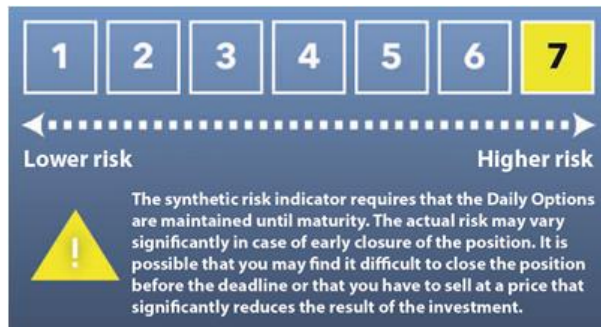 1 2 3 4 5 6 7
Lower risk Higher risk
The synthetic risk indicator requires that the Daily Options
are maintained until maturity. The actual risk may vary
significantly in case of early closure of the position. It is
possible that you may find it difficult to close the position
before the deadline or that you have to sell at a price that
significantly reduces the result of the investment.
!